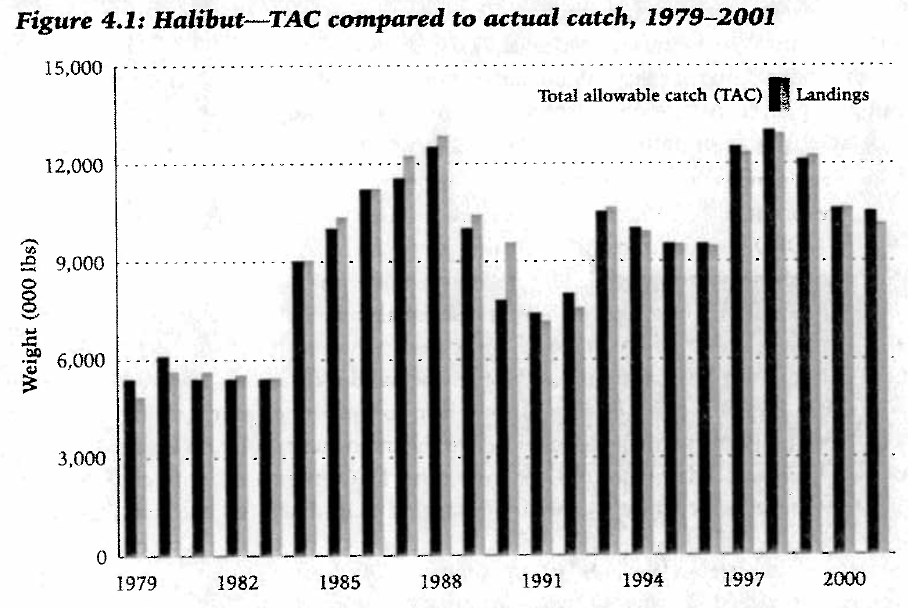 Figure 4.1: Halibut—TAC compared to actual catch, 1979–2001
15,000
Total allowable catch (TAC) Landings
12,000
9,000
Weight (000 lbs)
6,000
3,000
0
1979 1982 1985 1988 1991 1994 1997 2000